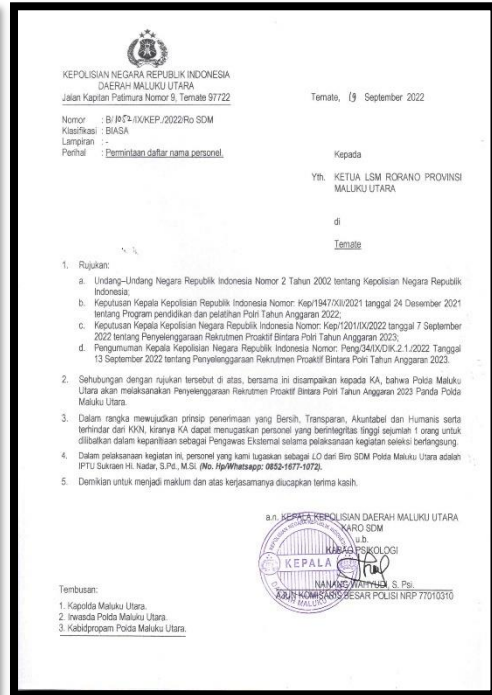 KEPOLISIAN NEGARA REPUBLIK INDONESIA
DAERAH MALUKU UTARA
Jalan Kapitan Patimura Nomor 9, Ternate 97722
Ternate, 19 September 2022
Nomor : B/ 1052 /IX/KEP./2022/Ro SDM
Klasifikasi : BIASA
Lampiran : -
Perihal : Permintaan daftar nama personel.
Kepada
Yth. KETUA LSM RORANO PROVINSI
MALUKU UTARA
di
Ternate
1. Rujukan:
a. Undang–Undang Negara Republik Indonesia Nomor 2 Tahun 2002 tentang Kepolisian Negara Republik
Indonesia;
b. Keputusan Kepala Kepolisian Republik Indonesia Nomor: Kep/1947/XII/2021 tanggal 24 Desember 2021
tentang Program pendidikan dan pelatihan Polri Tahun Anggaran 2022;
c. Keputusan Kepala Kepolisian Negara Republik Indonesia Nomor: Kep/1201/IX/2022 tanggal 7 September
2022 tentang Penyelenggaraan Rekrutmen Proaktif Bintara Polri Tahun Anggaran 2023;
d. Pengumuman Kepala Kepolisian Negara Republik Indonesia Nomor: Peng/34/IX/DIK.2.1./2022 Tanggal
13 September 2022 tentang Penyelenggaraan Rekrutmen Proaktif Bintara Polri Tahun Anggaran 2023.
2. Sehubungan dengan rujukan tersebut di atas, bersama ini disampaikan kepada KA, bahwa Polda Maluku
Utara akan melaksanakan Penyelenggaraan Rekrutmen Proaktif Bintara Polri Tahun Anggaran 2023 Panda Polda
Maluku Utara.
3. Dalam rangka mewujudkan prinsip penerimaan yang Bersih, Transparan, Akuntabel dan Humanis serta
terhindar dari KKN, kiranya KA dapat menugaskan personel yang berintegritas tinggi sejumlah 1 orang untuk
dilibatkan dalam kepanitiaan sebagai Pengawas Eksternal selama pelaksanaan kegiatan seleksi berlangsung.
4. Dalam pelaksanaan kegiatan ini, personel yang kami tugaskan sebagai LO dari Biro SDM Polda Maluku Utara adalah
IPTU Sukraen Hi. Nadar, S.Pd., M.Si. (No. Hp/Whatsapp: 0852-1677-1072).
5. Demikian untuk menjadi maklum dan atas kerjasamanya diucapkan terima kasih.
a.n. KEPALA KEPOLISIAN DAERAH MALUKU UTARA
KARO SDM
u.b.
KABAG PSIKOLOGI
KEPALA
NANANG WAHYUDI, S. Psi.
AJUN KOMISARIS BESAR POLISI NRP 77010310
Tembusan:
1. Kapolda Maluku Utara.
2. Irwasda Polda Maluku Utara.
3. Kabidpropam Polda Maluku Utara.